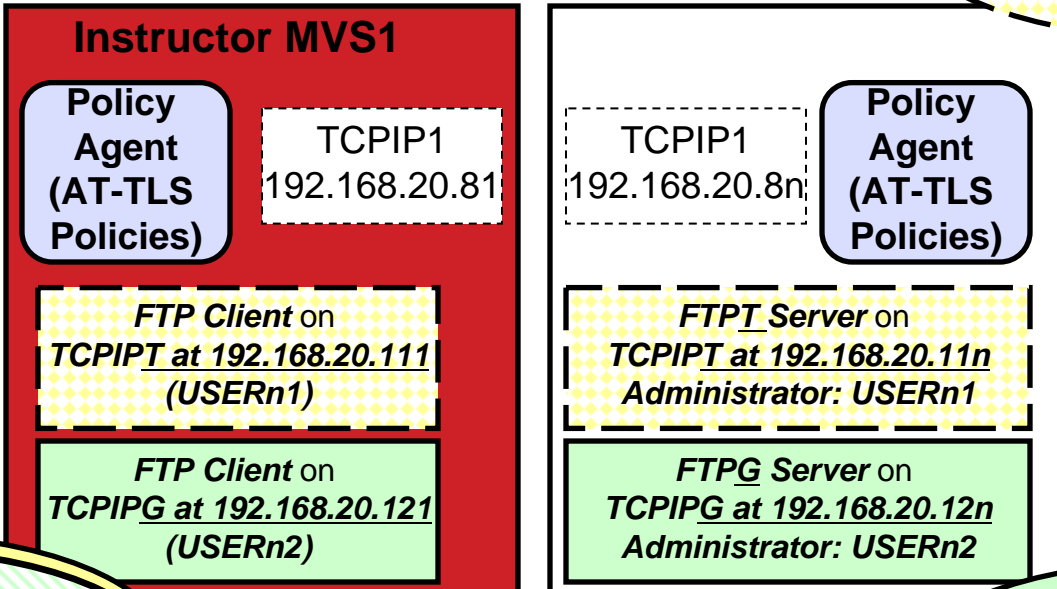 Instructor MVS1
Policy
Agent
(AT-TLS
Policies)
TCPIP1
192.168.20.81
FTP Client on
TCPIPT at 192.168.20.111
(USERn1)
FTP Client on
TCPIPG at 192.168.20.121
(USERn2)
TCPIP1
192.168.20.8n
Policy
Agent
(AT-TLS
Policies)
FTPT Server on
TCPIPT at 192.168.20.11n
Administrator: USERn1
FTPG Server on
TCPIPG at 192.168.20.12n
Administrator: USERn2